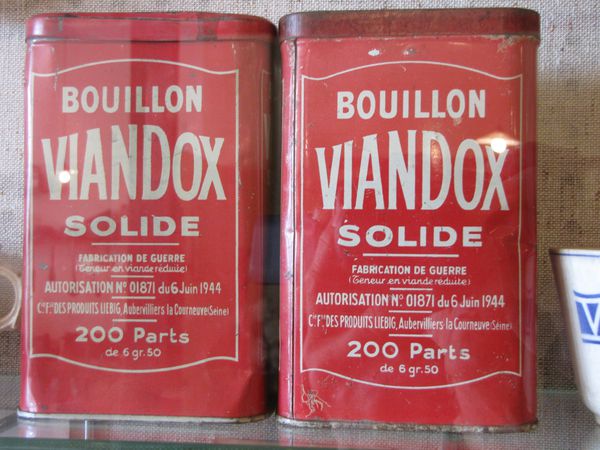 BOUILLON
VIANDOX
SOLIDE
FABRICATION DE GUERRE
(Teneur en viande réduite)
AUTORISATION N° 01871 du 6 Juin 1944
Cie Fse DES PRODUITS LIEBIG, Aubervilliers-la Courneuve (Seine)
200 Parts
de 6 gr. 50
BOUILLON
VIANDOX
SOLIDE
FABRICATION DE GUERRE
(Teneur en viande réduite)
AUTORISATION N° 01871 du 6 Juin 1944
Cie Fse DES PRODUITS LIEBIG, Aubervilliers-la Courneuve (Seine)
200 Parts
de 6 gr. 50